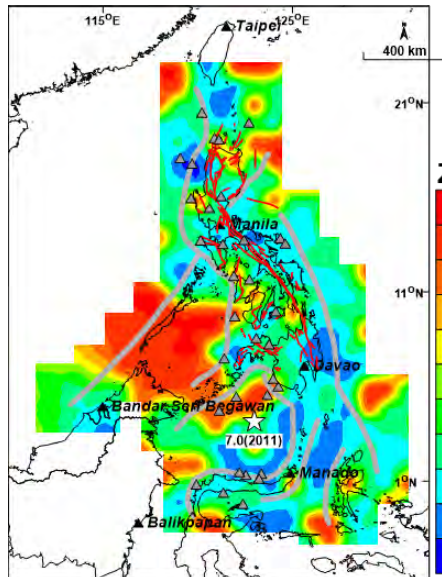 115°E
125°E
Taipei
N
400 km
21°N
Z
Manila
11°N
Davao
Bandar Seri Begawan
7.0(2011)
Manado
1°N
Balikpapan